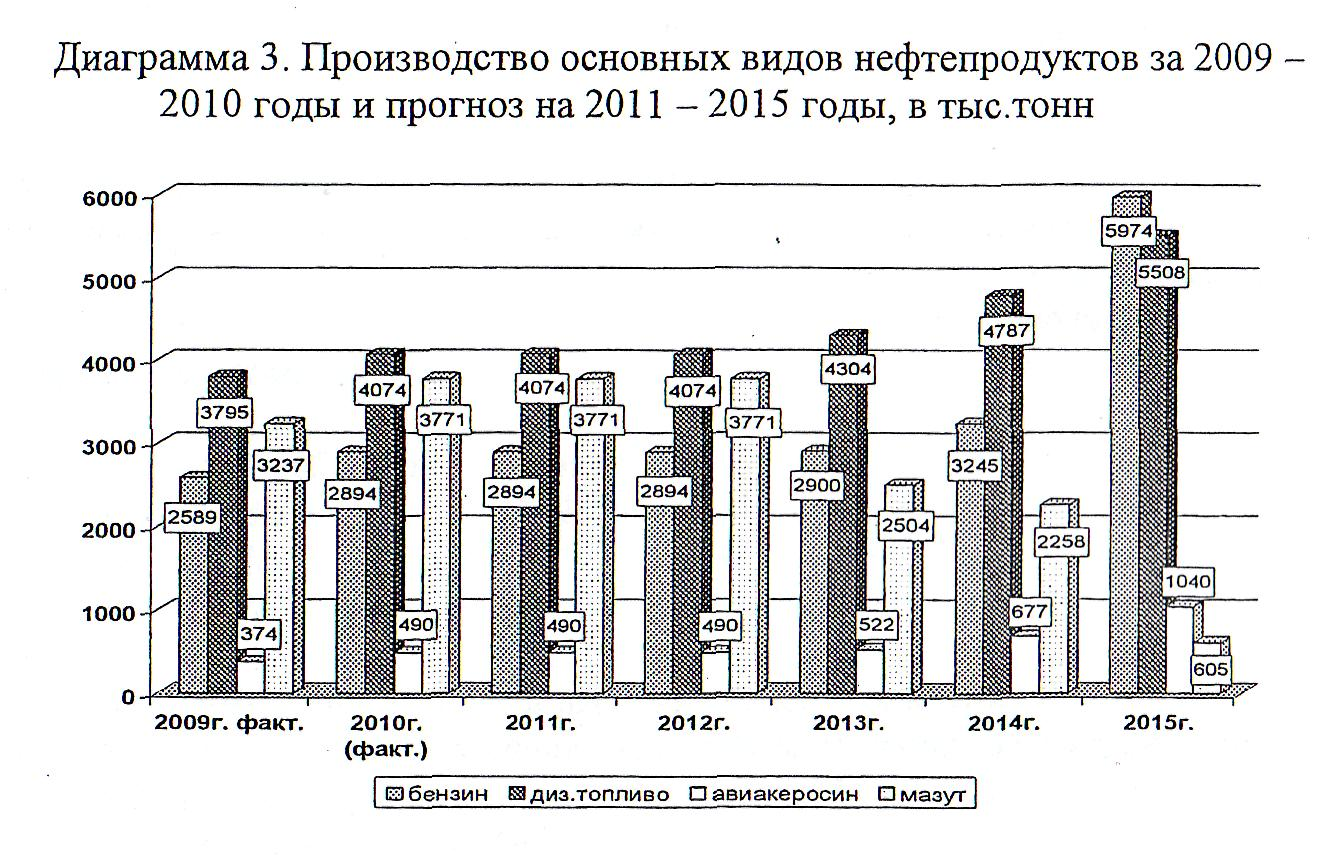 Диаграмма 3. Производство основных видов нефтепродуктов за 2009 –
2010 годы и прогноз на 2011 – 2015 годы, в тыс.тонн
6000
5000
4000
3000
2000
1000
0
2589
3795
374
3237
2894
4074
490
3771
2894
4074
490
3771
2894
4074
490
3771
2900
4304
522
2504
3245
4787
677
2258
5974
5508
1040
605
2009г. факт.
2010г.
(факт.)
2011г.
2012г.
2013г.
2014г.
2015г.
бензин
диз.топливо
авиакеросин
мазут